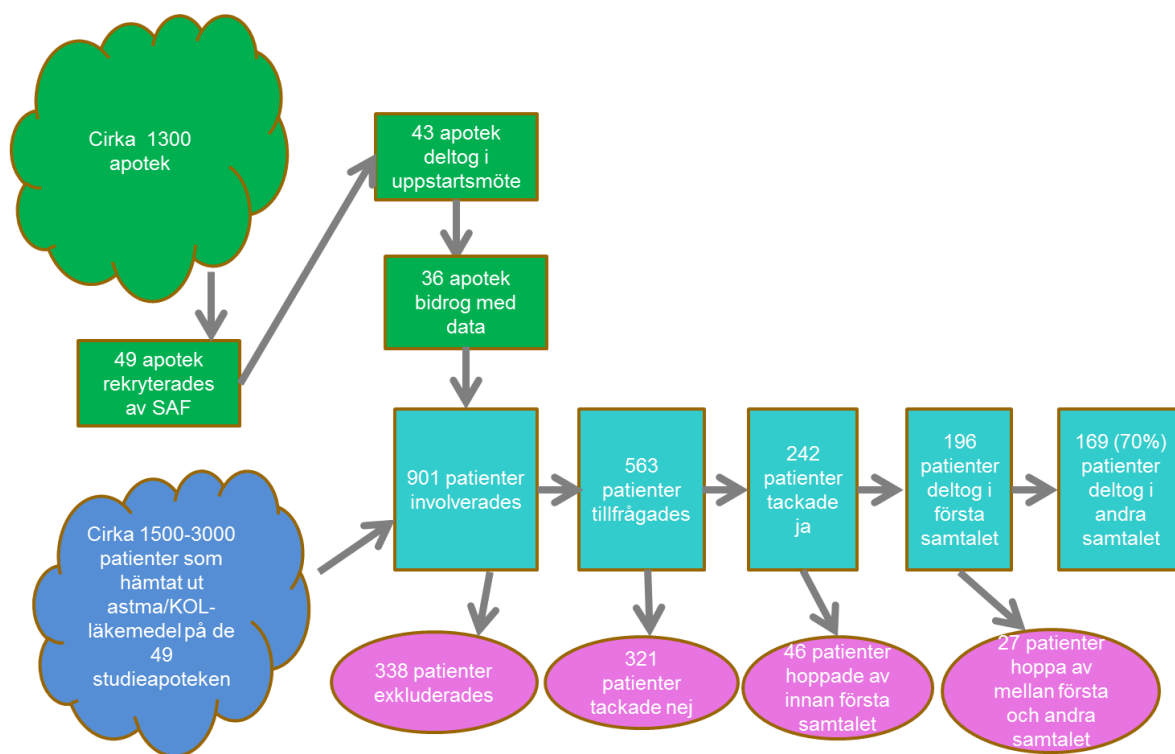 Cirka 1300
apotek
43 apotek
deltog i
uppstartsmöte
36 apotek
bidrog med
data
49 apotek
rekryterades
av SAF
901 patienter
involverades
563
patienter
tillfrågades
242
patienter
tackade
ja
196
patienter
deltog i
första
samtalet
169 (70%)
patienter
deltog i
andra
samtalet
Cirka 1500-3000
patienter som
hämtat ut
astma/KOL-
läkemedel på de
49
studieapoteken
338 patienter
exkluderades
321
patienter
tackade nej
46 patienter
hoppade av
innan första
samtalet
27 patienter
hoppa av
mellan första
och andra
samtalet